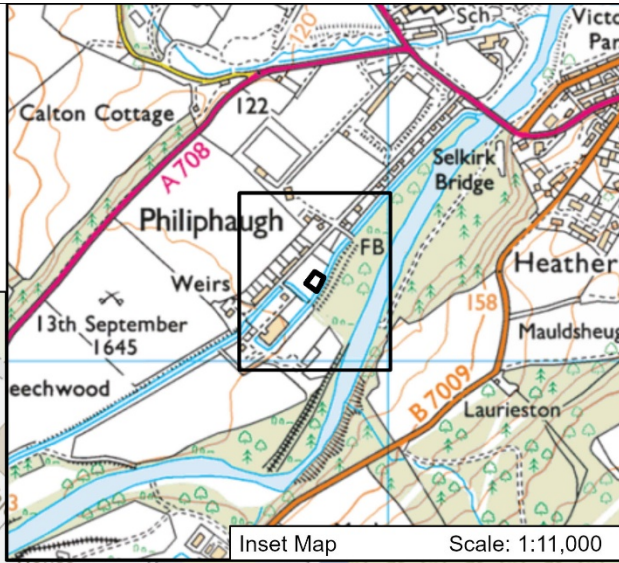 Sch
Victo
Par
120
Calton Cottage
122
A 708
Selkirk
Bridge
Philiphaugh
FB
Heather
Weirs
158
13th September
1645
Mauldsheug
eechwood
B 7009
Laurieston
3
Inset Map Scale: 1:11,000